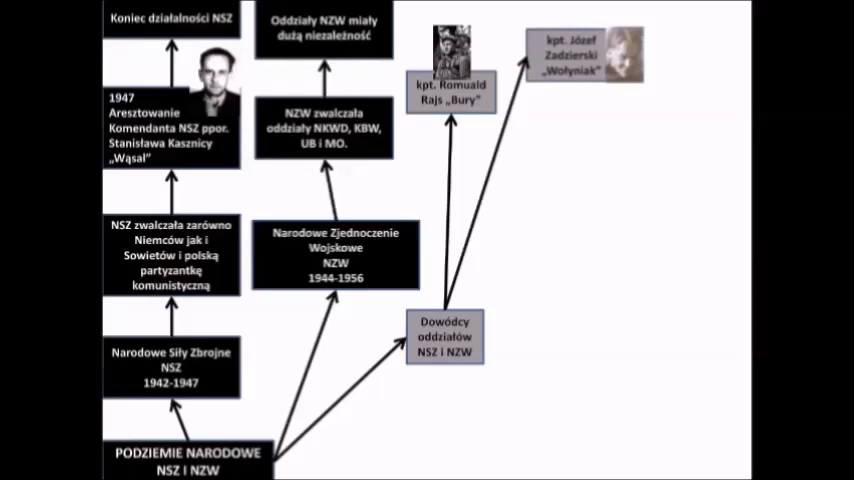 Koniec działalności NSZ
1947
Aresztowanie
Komendanta NSZ ppor.
Stanisława Kasznicy
„Wąsal”
NSZ zwalczała zarówno
Niemców jak i
Sowietów i polską
partyzantkę
komunistyczną
Narodowe Siły Zbrojne
NSZ
1942-1947
PODZIEMIE NARODOWE
NSZ I NZW
Oddziały NZW miały
dużą niezależność
NZW zwalczała
oddziały NKWD, KBW,
UB i MO.
Narodowe Zjednoczenie
Wojskowe
NZW
1944-1956
kpt. Romuald
Rajs „Bury”
Dowódcy
oddziałów
NSZ i NZW
kpt. Józef
Zadzierski
„Wołyniak”